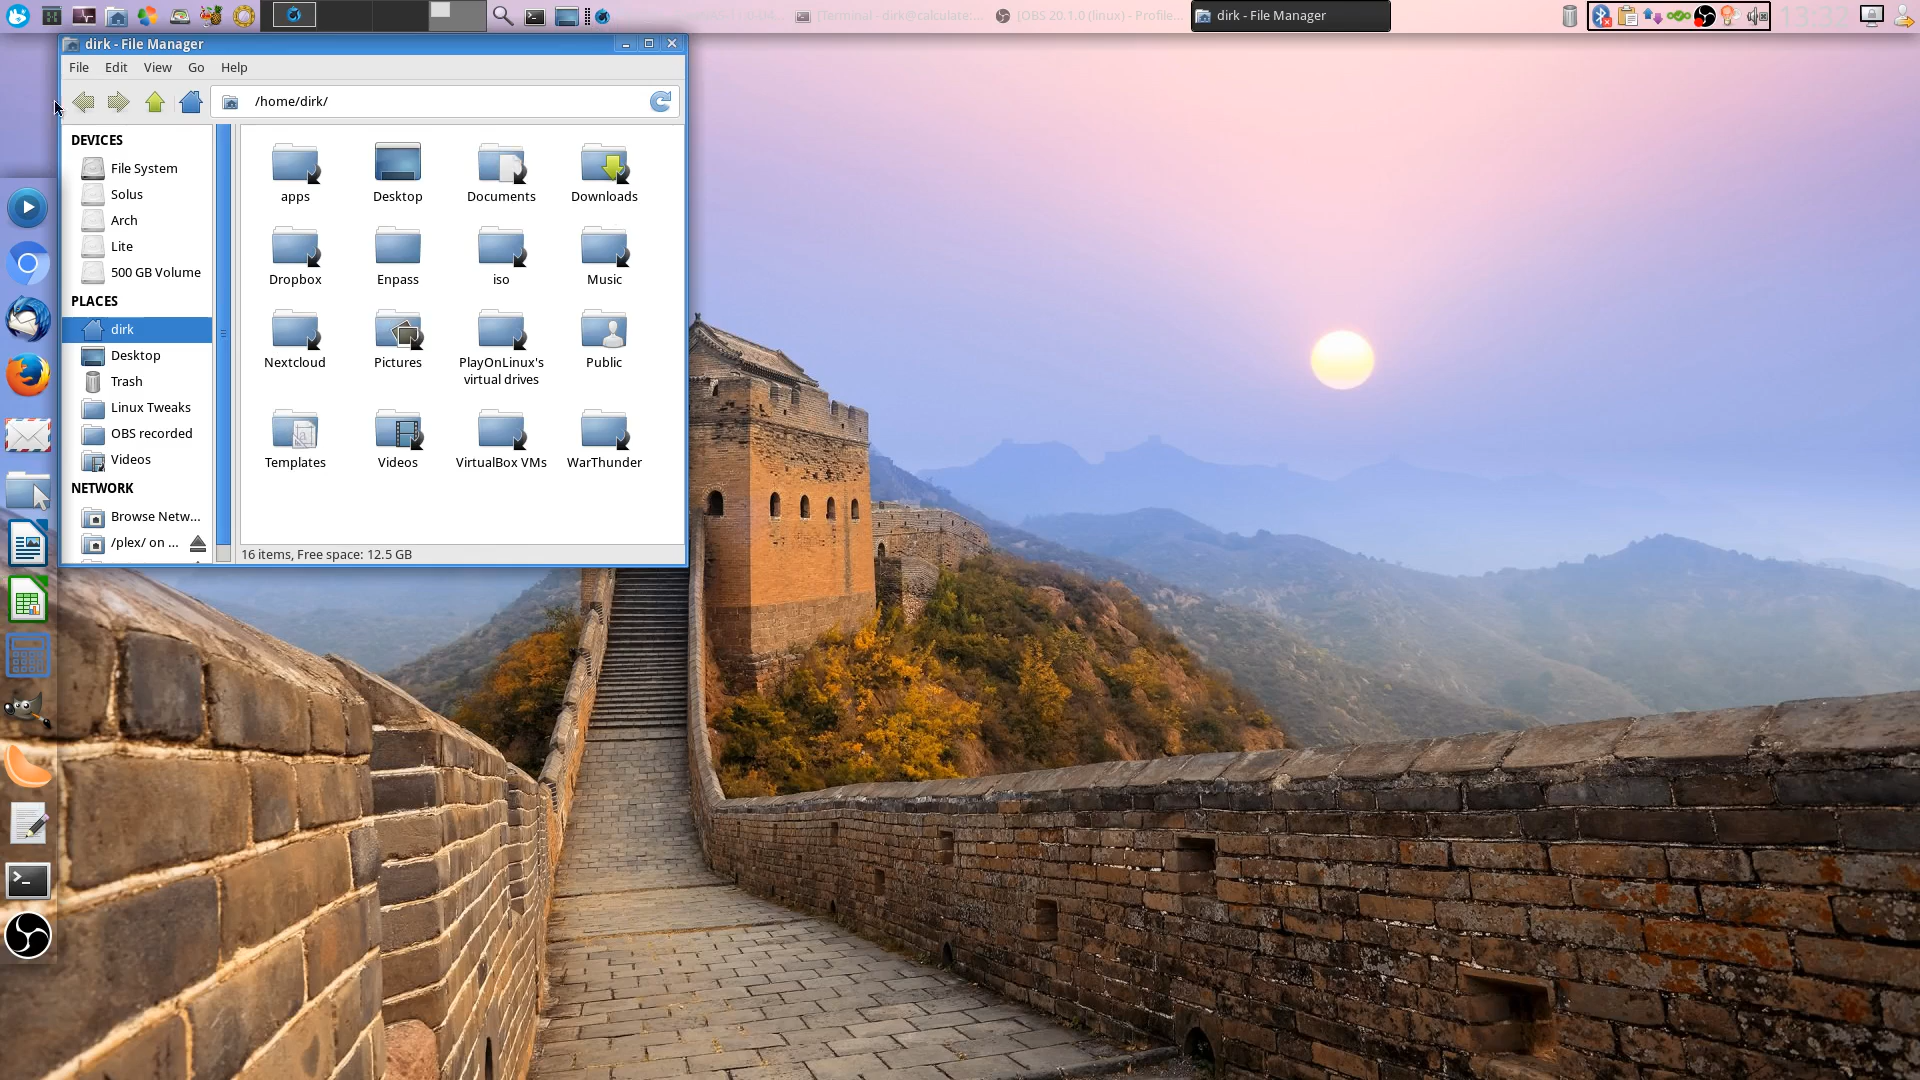 [Terminal - dirk@calculate:...
[OBS 20.1.0 (linux) - Profile...
dirk - File Manager
13:32
dirk - File Manager
File Edit View Go Help
/home/dirk/
DEVICES
File System
Solus
Arch
Lite
500 GB Volume
PLACES
dirk
Desktop
Trash
Linux Tweaks
OBS recorded
Videos
NETWORK
Browse Netw...
/plex/ on ...
apps
Desktop
Documents
Downloads
Dropbox
Enpass
iso
Music
Nextcloud
Pictures
PlayOnLinux's
virtual drives
Public
Templates
Videos
VirtualBox VMs
WarThunder
16 items, Free space: 12.5 GB